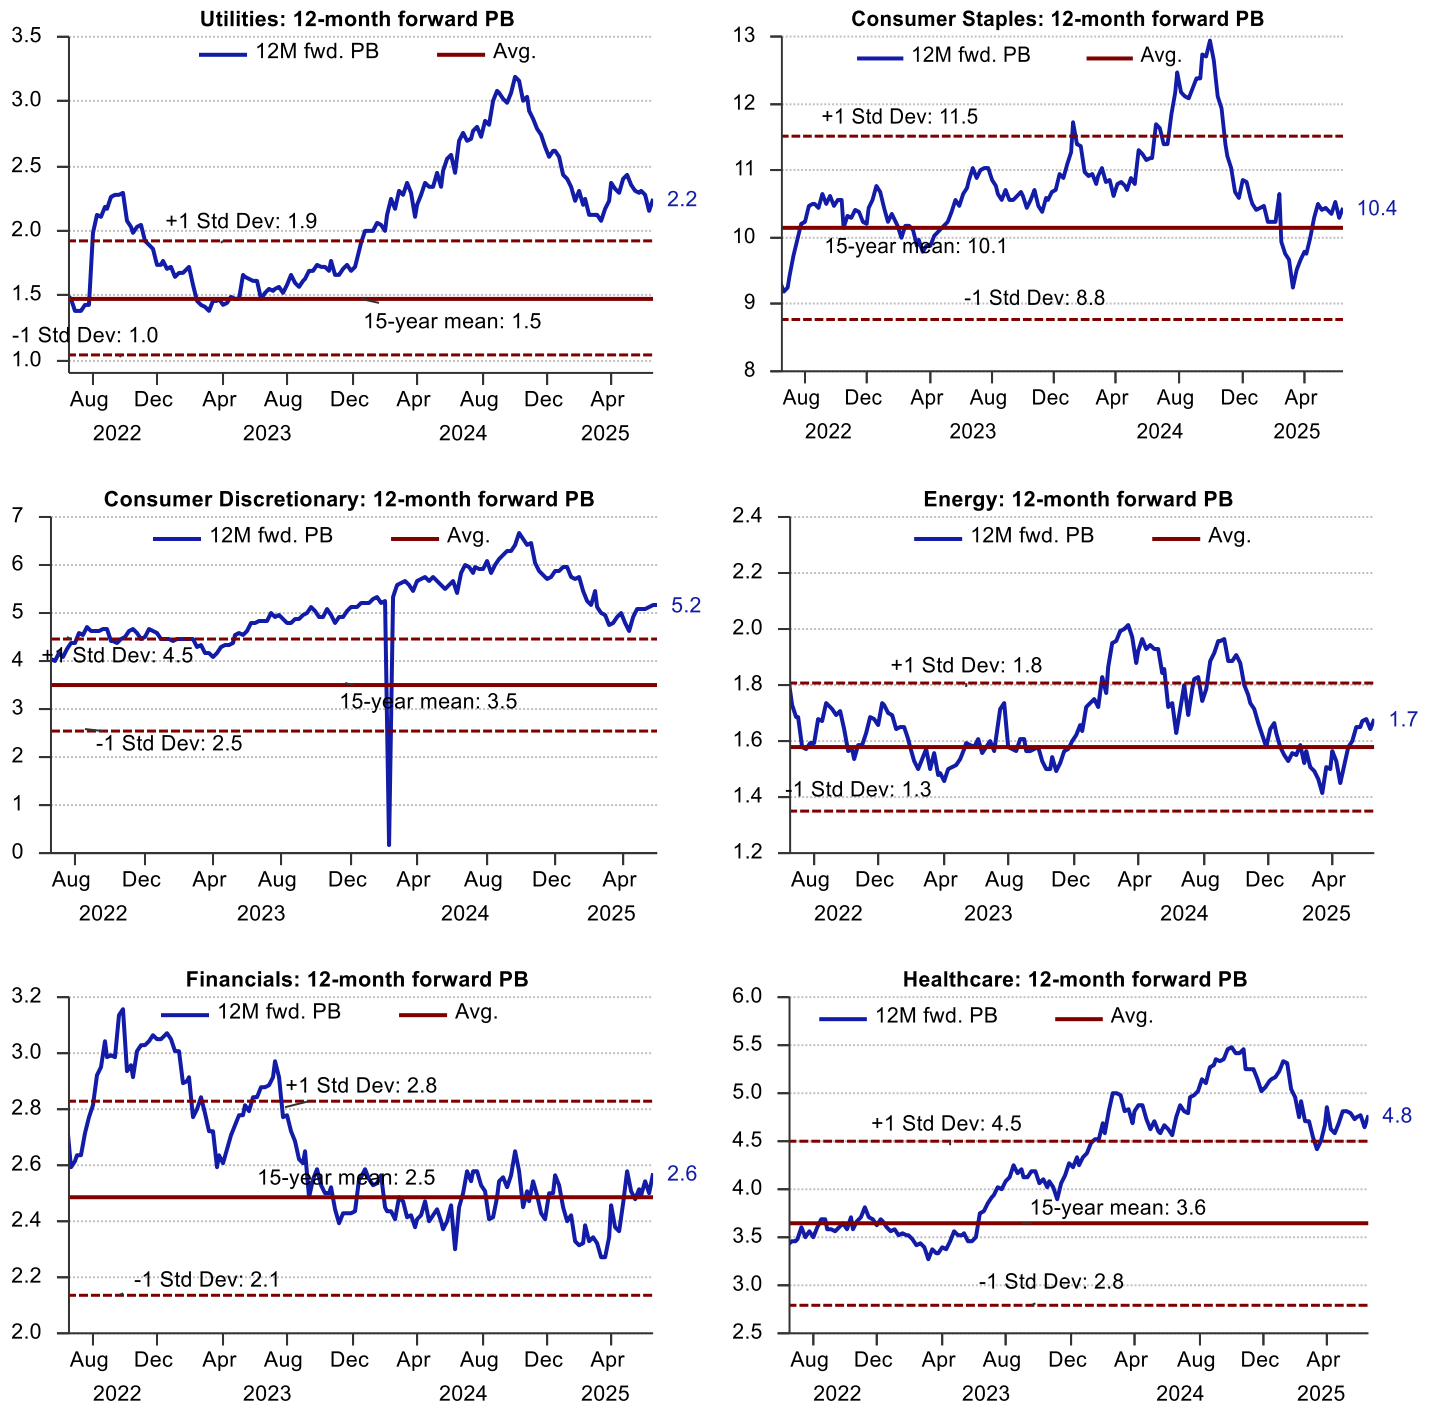 Utilities: 12-month forward PB
3.5
12M fwd. PB
Avg.
3.0
2.5
2.2
+1 Std Dev: 1.9
2.0
1.5
15-year mean: 1.5
-1 Std Dev: 1.0
1.0
Aug Dec Apr Aug Dec Apr Aug Dec Apr
2022 2023 2024 2025
Consumer Staples: 12-month forward PB
13
12M fwd. PB
Avg.
12
+1 Std Dev: 11.5
11
10.4
10
15-year mean: 10.1
-1 Std Dev: 8.8
9
8
Aug Dec Apr Aug Dec Apr Aug Dec Apr
2022 2023 2024 2025
Consumer Discretionary: 12-month forward PB
7
12M fwd. PB
Avg.
6
5.2
5
+1 Std Dev: 4.5
4
15-year mean: 3.5
3
-1 Std Dev: 2.5
2
1
0
Aug Dec Apr Aug Dec Apr Aug Dec Apr
2022 2023 2024 2025
Energy: 12-month forward PB
2.4
12M fwd. PB
Avg.
2.2
2.0
+1 Std Dev: 1.8
1.8
1.7
1.6
-1 Std Dev: 1.3
1.4
1.2
Aug Dec Apr Aug Dec Apr Aug Dec Apr
2022 2023 2024 2025
Financials: 12-month forward PB
3.2
12M fwd. PB
Avg.
3.0
+1 Std Dev: 2.8
2.8
2.6
15-year mean: 2.5
2.6
2.4
2.2
-1 Std Dev: 2.1
2.0
Aug Dec Apr Aug Dec Apr Aug Dec Apr
2022 2023 2024 2025
Healthcare: 12-month forward PB
6.0
12M fwd. PB
Avg.
5.5
5.0
+1 Std Dev: 4.5
4.8
4.5
4.0
15-year mean: 3.6
3.5
-1 Std Dev: 2.8
3.0
2.5
Aug Dec Apr Aug Dec Apr Aug Dec Apr
2022 2023 2024 2025